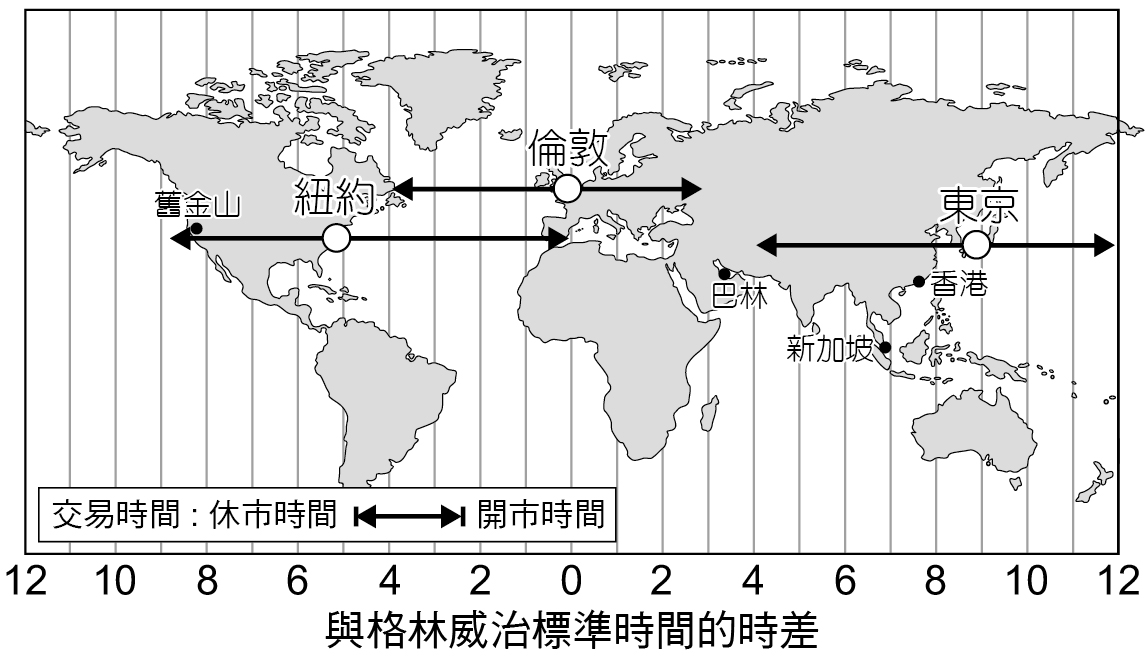 倫敦
紐約
舊金山
東京
巴林
香港
新加坡
交易時間 : 休市時間 開市時間
12 10 8 6 4 2 0 2 4 6 8 10 12
與格林威治標準時間的時差